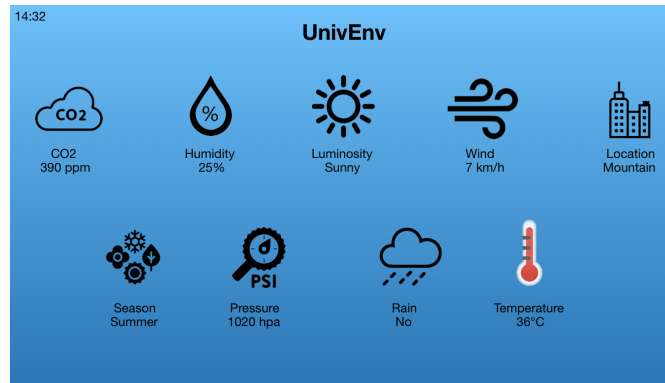 14:32
UnivEnv
CO2
%
CO2
390 ppm
Humidity
25%
Luminosity
Sunny
Wind
7 km/h
Location
Mountain
PSI
Season
Summer
Pressure
1020 hpa
Rain
No
Temperature
36°C